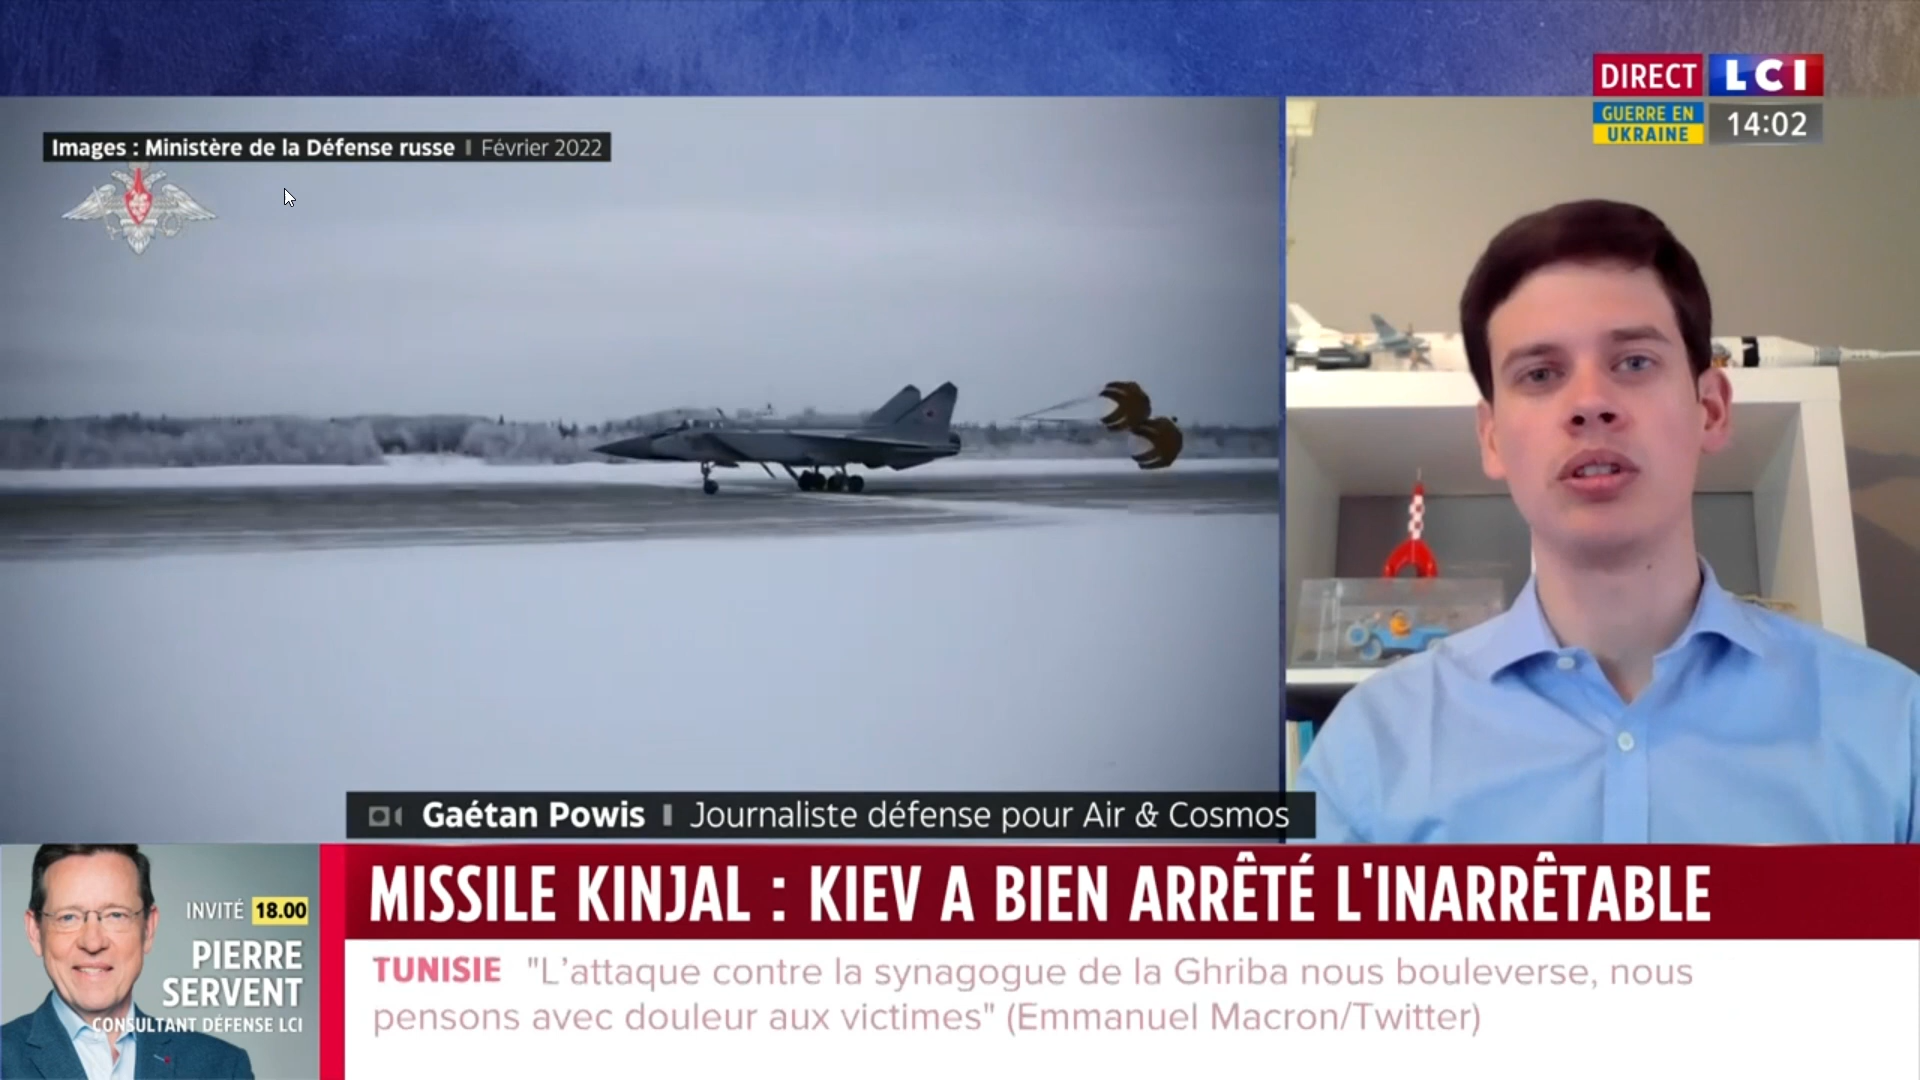 DIRECT LCI
GUERRE EN
UKRAINE
14:02
Images : Ministère de la Défense russe | Février 2022
Gaétan Powis | Journaliste défense pour Air & Cosmos
INVITÉ 18.00
PIERRE
SERVENT
CONSULTANT DÉFENSE LCI
MISSILE KINJAL : KIEV A BIEN ARRÊTÉ L'INARRÊTABLE
TUNISIE "L’attaque contre la synagogue de la Ghriba nous bouleverse, nous
pensons avec douleur aux victimes" (Emmanuel Macron/Twitter)